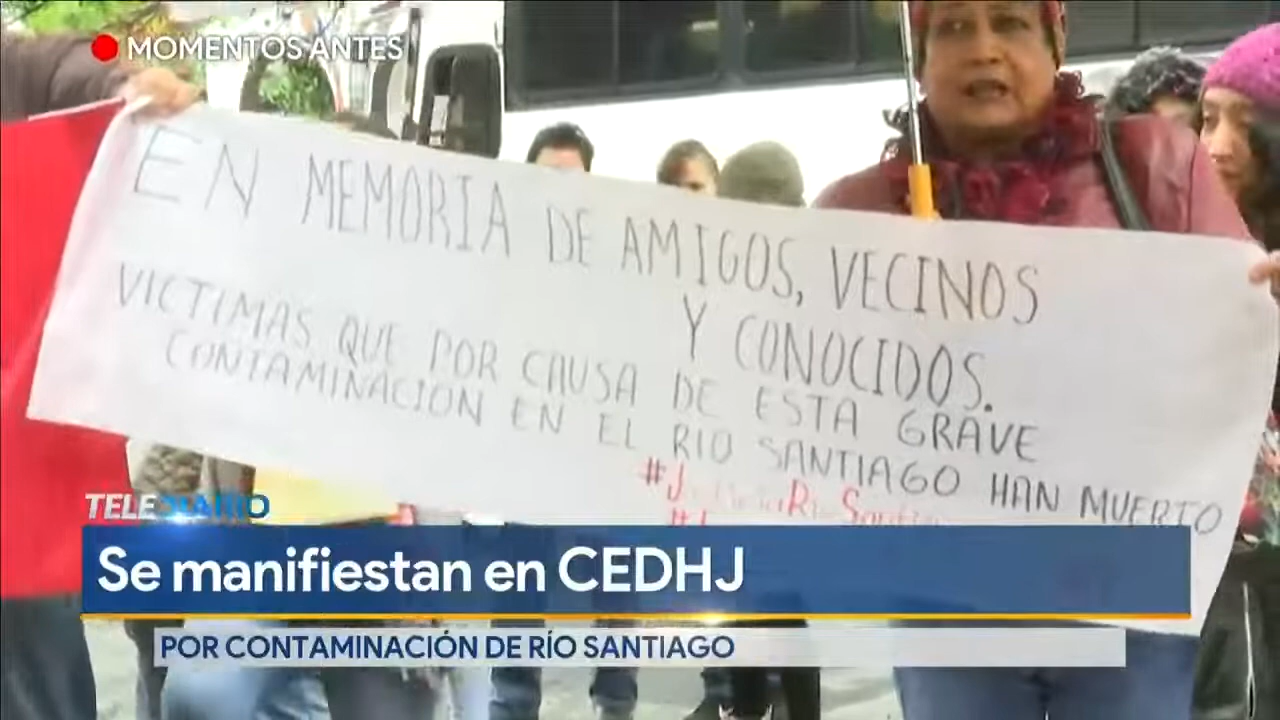 MOMENTOS ANTES
EN MEMORIA DE AMIGOS, VECINOS
Y CONOCIDOS.
VICTIMAS QUE POR CAUSA DE ESTA GRAVE
CONTAMINACION EN EL RIO SANTIAGO HAN MUERTO
TELEDIARIO
Se manifiestan en CEDHJ
POR CONTAMINACIÓN DE RÍO SANTIAGO